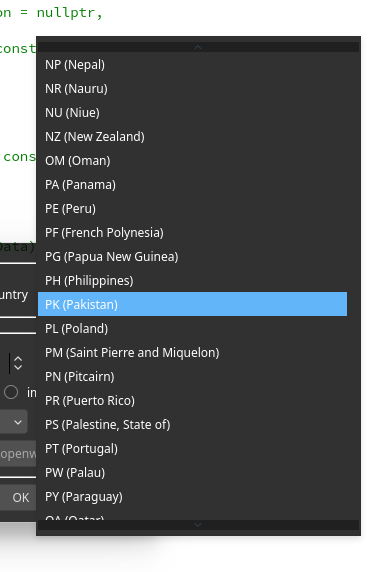 on = nullptr,
const
NP (Nepal)
NR (Nauru)
NU (Niue)
NZ (New Zealand)
cons
OM (Oman)
PA (Panama)
PE (Peru)
PF (French Polynesia)
Data)
PG (Papua New Guinea)
PH (Philippines)
untry
PK (Pakistan)
PL (Poland)
PM (Saint Pierre and Miquelon)
PN (Pitcairn)
in
PR (Puerto Rico)
PS (Palestine, State of)
openw
PT (Portugal)
PW (Palau)
OK
PY (Paraguay)
QA (Qatar)